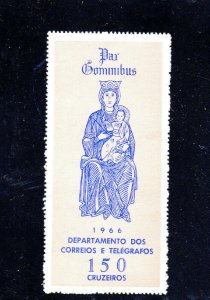 Pax
Hominibus
1966
DEPARTAMENTO DOS
CORREIOS E TELÉGRAFOS
150
CRUZEIROS